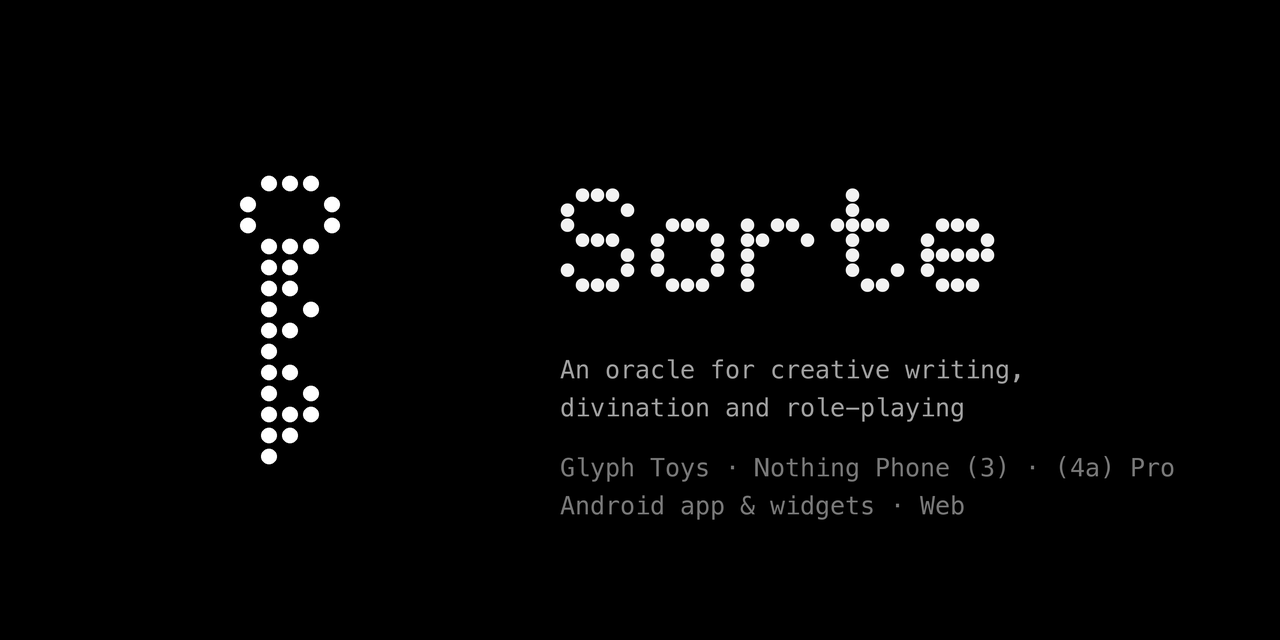 Sorte
An oracle for creative writing,
divination and role–playing
Glyph Toys · Nothing Phone (3) · (4a) Pro
Android app & widgets · Web